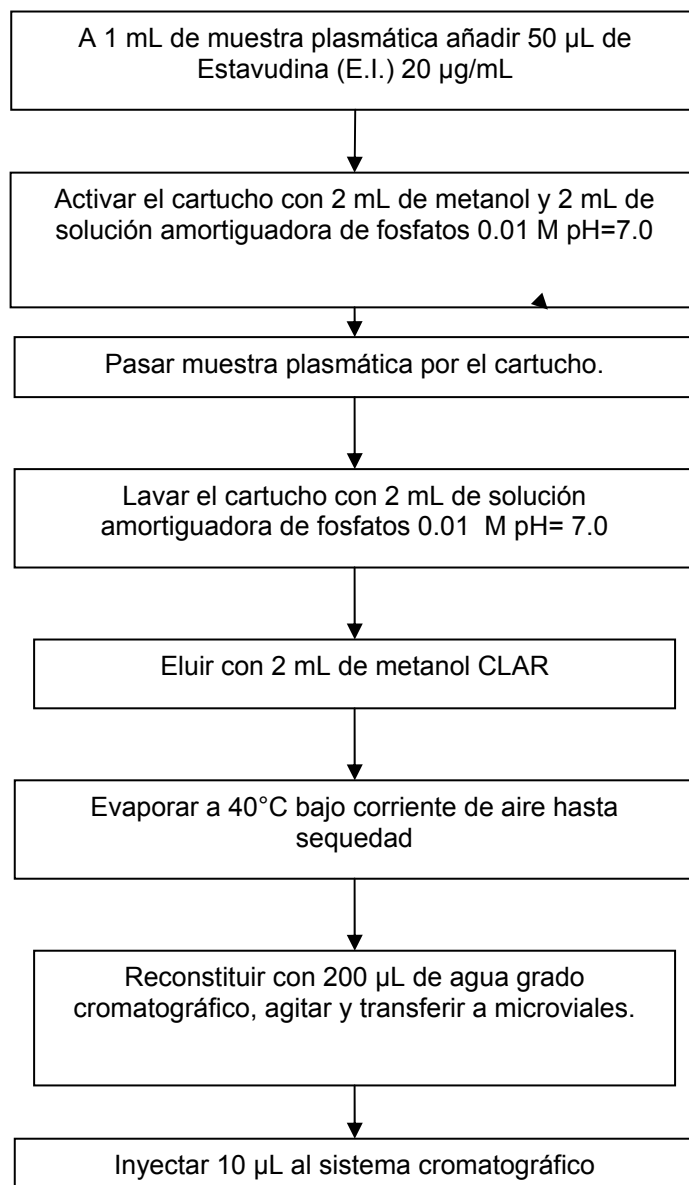 A 1 mL de muestra plasmática añadir 50 µL de
Estavudina (E.I.) 20 µg/mL
Activar el cartucho con 2 mL de metanol y 2 mL de
solución amortiguadora de fosfatos 0.01 M pH=7.0
Pasar muestra plasmática por el cartucho.
Lavar el cartucho con 2 mL de solución
amortiguadora de fosfatos 0.01  M pH= 7.0
Eluir con 2 mL de metanol CLAR
Evaporar a 40°C bajo corriente de aire hasta
sequedad
Reconstituir con 200 µL de agua grado
cromatográfico, agitar y transferir a microviales.
Inyectar 10 µL al sistema cromatográfico